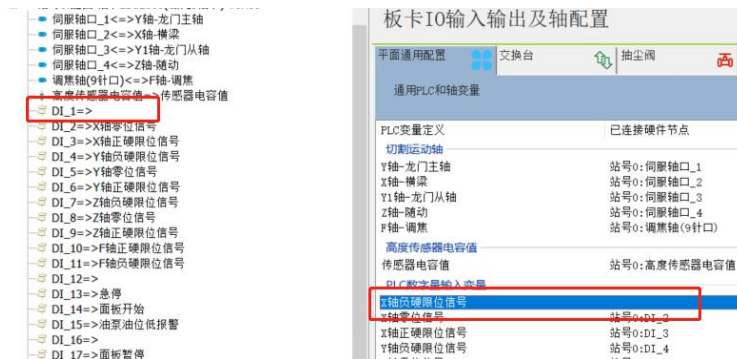 伺服轴口_1<=>Y轴-龙门主轴
伺服轴口_2<=>X轴-横梁
伺服轴口_3<=>Y1轴-龙门从轴
伺服轴口_4<=>Z轴-随动
调焦轴(9针口)<=>F轴-调焦
高度传感器电容值=>传感器电容值
DI_1=>
DI_2=>X轴零位信号
DI_3=>X轴正硬限位信号
DI_4=>Y轴负硬限位信号
DI_5=>Y轴零位信号
DI_6=>Y轴正硬限位信号
DI_7=>Z轴负硬限位信号
DI_8=>Z轴零位信号
DI_9=>Z轴正硬限位信号
DI_10=>F轴正硬限位信号
DI_11=>F轴负硬限位信号
DI_12=>
DI_13=>急停
DI_14=>面板开始
DI_15=>油泵油位低报警
DI_16=>
DI_17=>面板暂停
板卡IO输入输出及轴配置
平面通用配置 交换台 抽尘阀
通用PLC和轴变量
PLC变量定义 已连接硬件节点
切割运动轴
Y轴-龙门主轴 站号0:伺服轴口_1
X轴-横梁 站号0:伺服轴口_2
Y1轴-龙门从轴 站号0:伺服轴口_3
Z轴-随动 站号0:伺服轴口_4
F轴-调焦 站号0:调焦轴(9针口)
高度传感器电容值
传感器电容值 站号0:高度传感器电容值
PLC数字量输入变量
X轴负硬限位信号
X轴零位信号 站号0:DI_2
X轴正硬限位信号 站号0:DI_3
Y轴负硬限位信号 站号0:DI_4